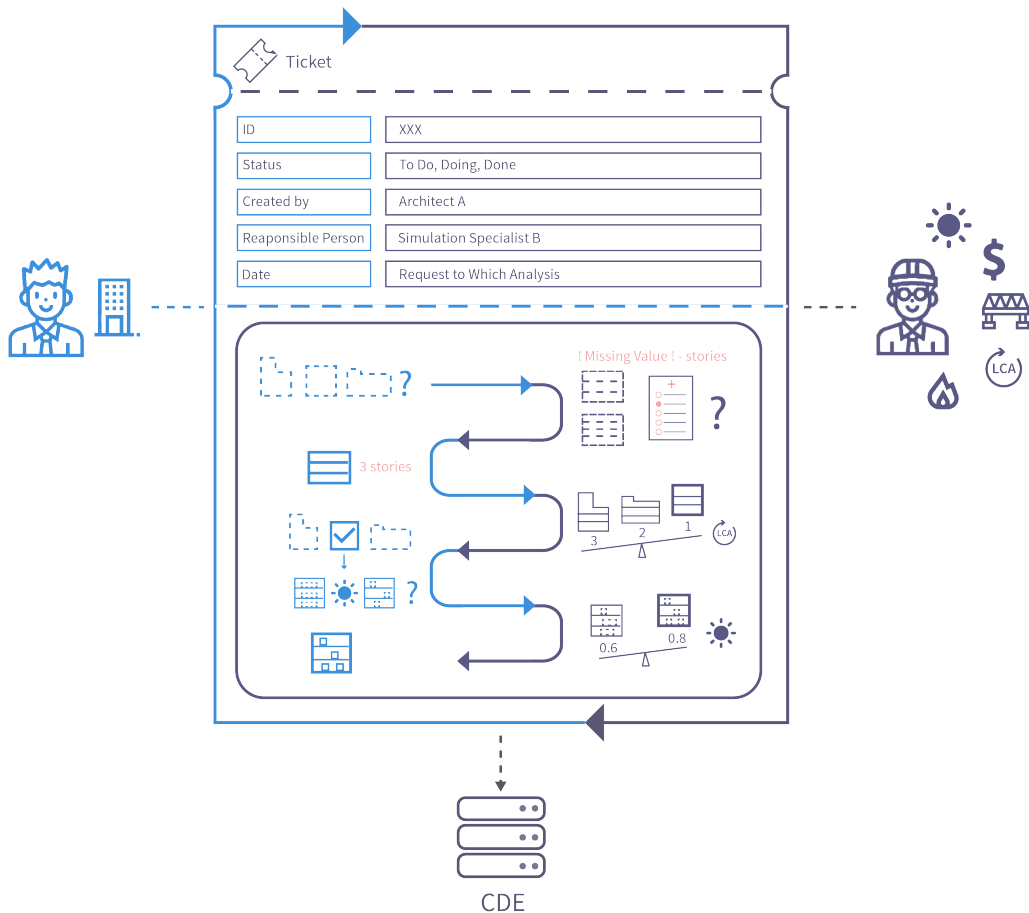 Ticket
ID
XXX
Status
To Do, Doing, Done
Created by
Architect A
Reaponsible Person
Simulation Specialist B
Date
Request to Which Analysis
$
LCA
! Missing Value ! - stories
?
?
3 stories
3
2
1
LCA
?
0.6
0.8
CDE